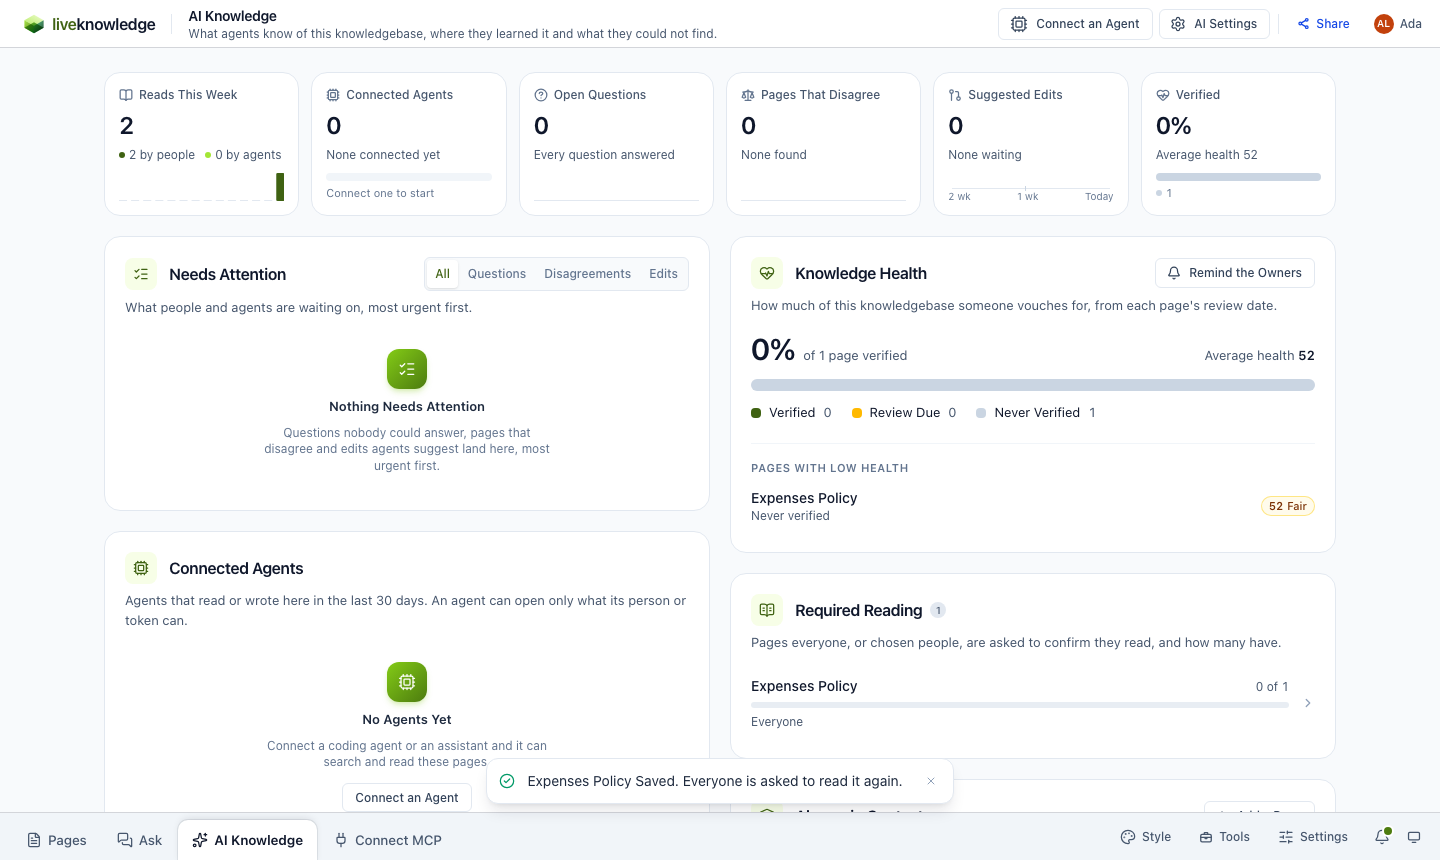 liveknowledge
AI Knowledge
What agents know of this knowledgebase, where they learned it and what they could not find.
Connect an Agent
AI Settings
Share
AL
Ada
Reads This Week
2
2 by people
0 by agents
Connected Agents
0
None connected yet
Connect one to start
Open Questions
0
Every question answered
Pages That Disagree
0
None found
Suggested Edits
0
None waiting
2 wk
1 wk
Today
Verified
0%
Average health 52
1
Needs Attention
All
Questions
Disagreements
Edits
What people and agents are waiting on, most urgent first.
Nothing Needs Attention
Questions nobody could answer, pages that
disagree and edits agents suggest land here, most
urgent first.
Connected Agents
Agents that read or wrote here in the last 30 days. An agent can open only what its person or
token can.
No Agents Yet
Connect a coding agent or an assistant and it can
search and read these pages
Connect an Agent
Knowledge Health
Remind the Owners
How much of this knowledgebase someone vouches for, from each page's review date.
0%
of 1 page verified
Average health 52
Verified 0
Review Due 0
Never Verified 1
PAGES WITH LOW HEALTH
Expenses Policy
Never verified
52 Fair
Required Reading
1
Pages everyone, or chosen people, are asked to confirm they read, and how many have.
Expenses Policy
0 of 1
Everyone
Expenses Policy Saved. Everyone is asked to read it again.
Pages
Ask
AI Knowledge
Connect MCP
Style
Tools
Settings